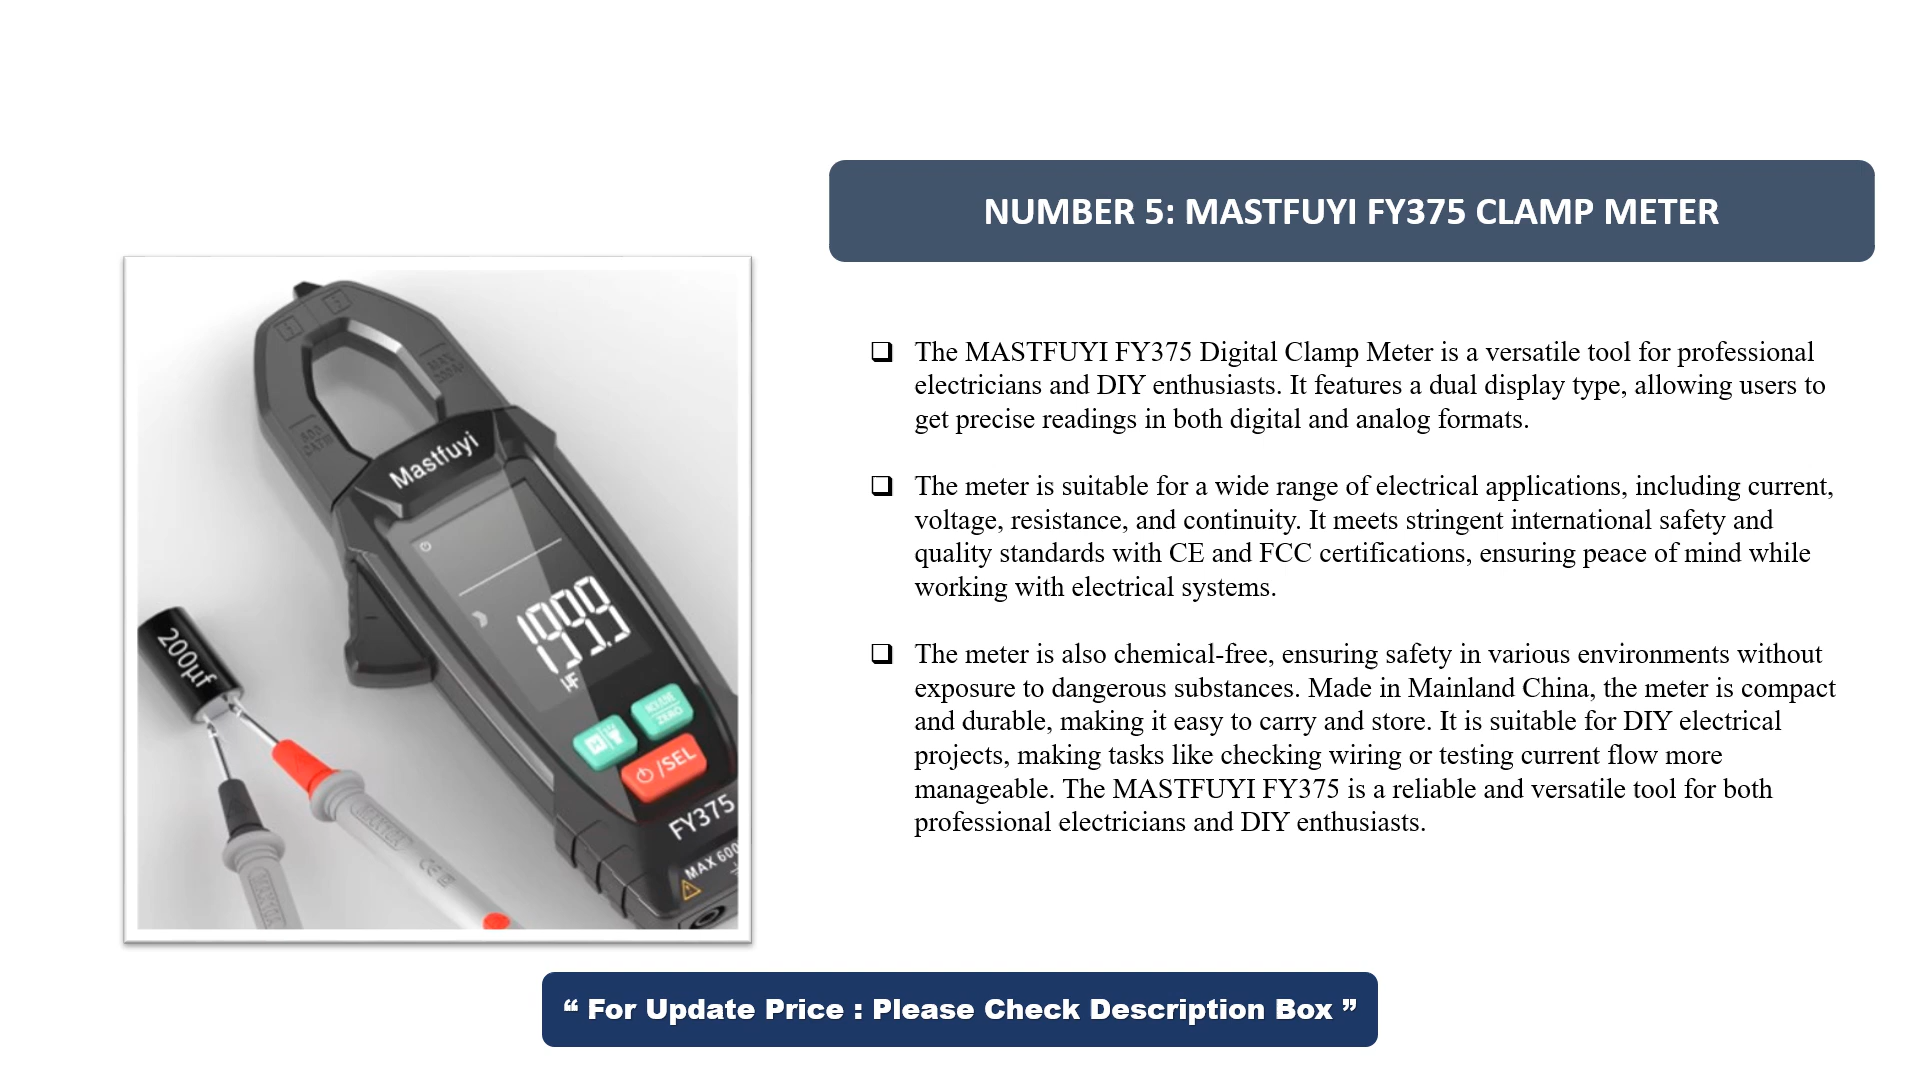 NUMBER 5: MASTFUYI FY375 CLAMP METER
❑ The MASTFUYI FY375 Digital Clamp Meter is a versatile tool for professional
electricians and DIY enthusiasts. It features a dual display type, allowing users to
get precise readings in both digital and analog formats.
❑ The meter is suitable for a wide range of electrical applications, including current,
voltage, resistance, and continuity. It meets stringent international safety and
quality standards with CE and FCC certifications, ensuring peace of mind while
working with electrical systems.
❑ The meter is also chemical-free, ensuring safety in various environments without
exposure to dangerous substances. Made in Mainland China, the meter is compact
and durable, making it easy to carry and store. It is suitable for DIY electrical
projects, making tasks like checking wiring or testing current flow more
manageable. The MASTFUYI FY375 is a reliable and versatile tool for both
professional electricians and DIY enthusiasts.
Mastfuyi
199.9
µF
200µf
ZERO
H
/SEL
FY375
MAX 600
CE
“ For Update Price : Please Check Description Box ”